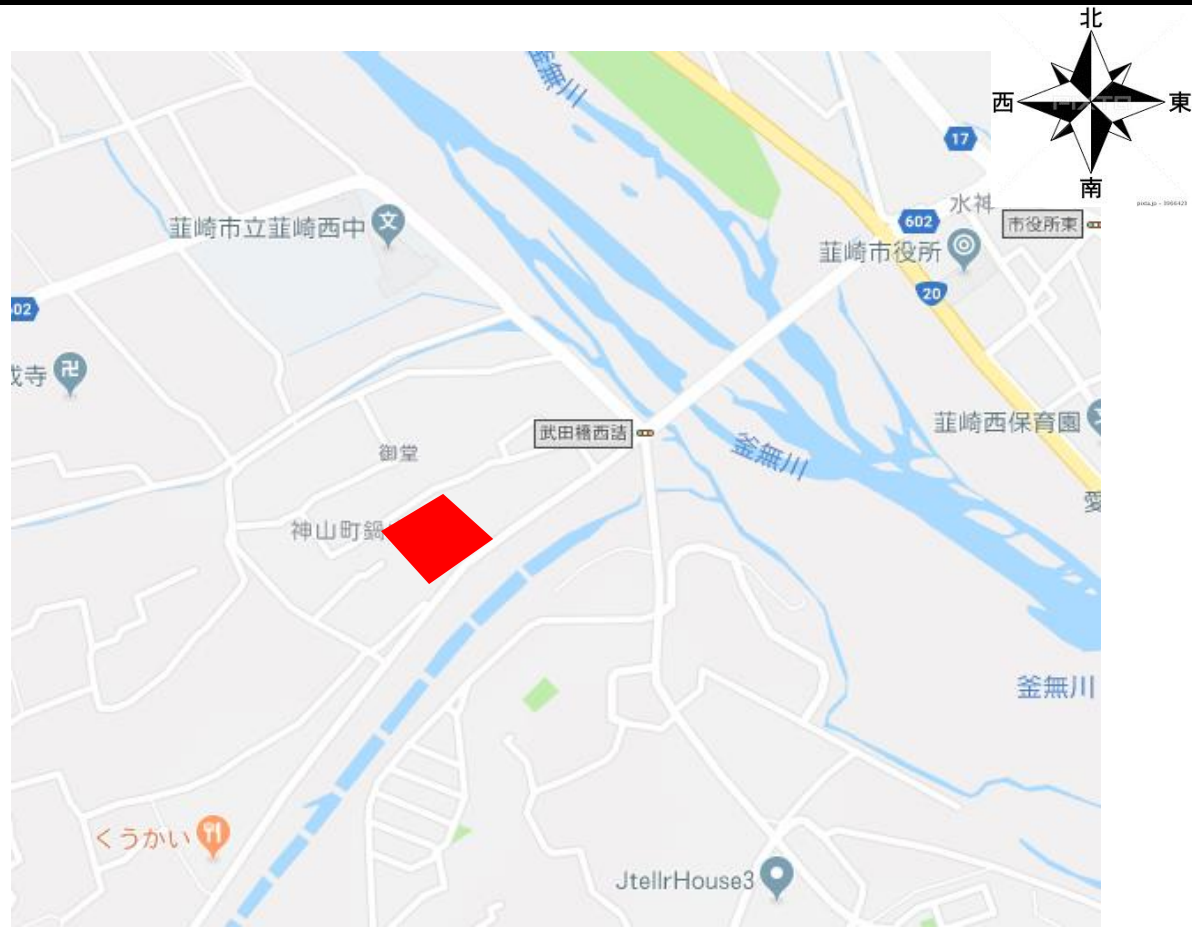 北
西
東
南
釜無川
17
水神
602
市役所東
韮崎市立韮崎西中
文
韮崎市役所
20
02
寺
卍
韮崎西保育園
武田橋西詰
釜無川
御堂
愛
神山町鍋
釜無川
くうかい
JtellrHouse3